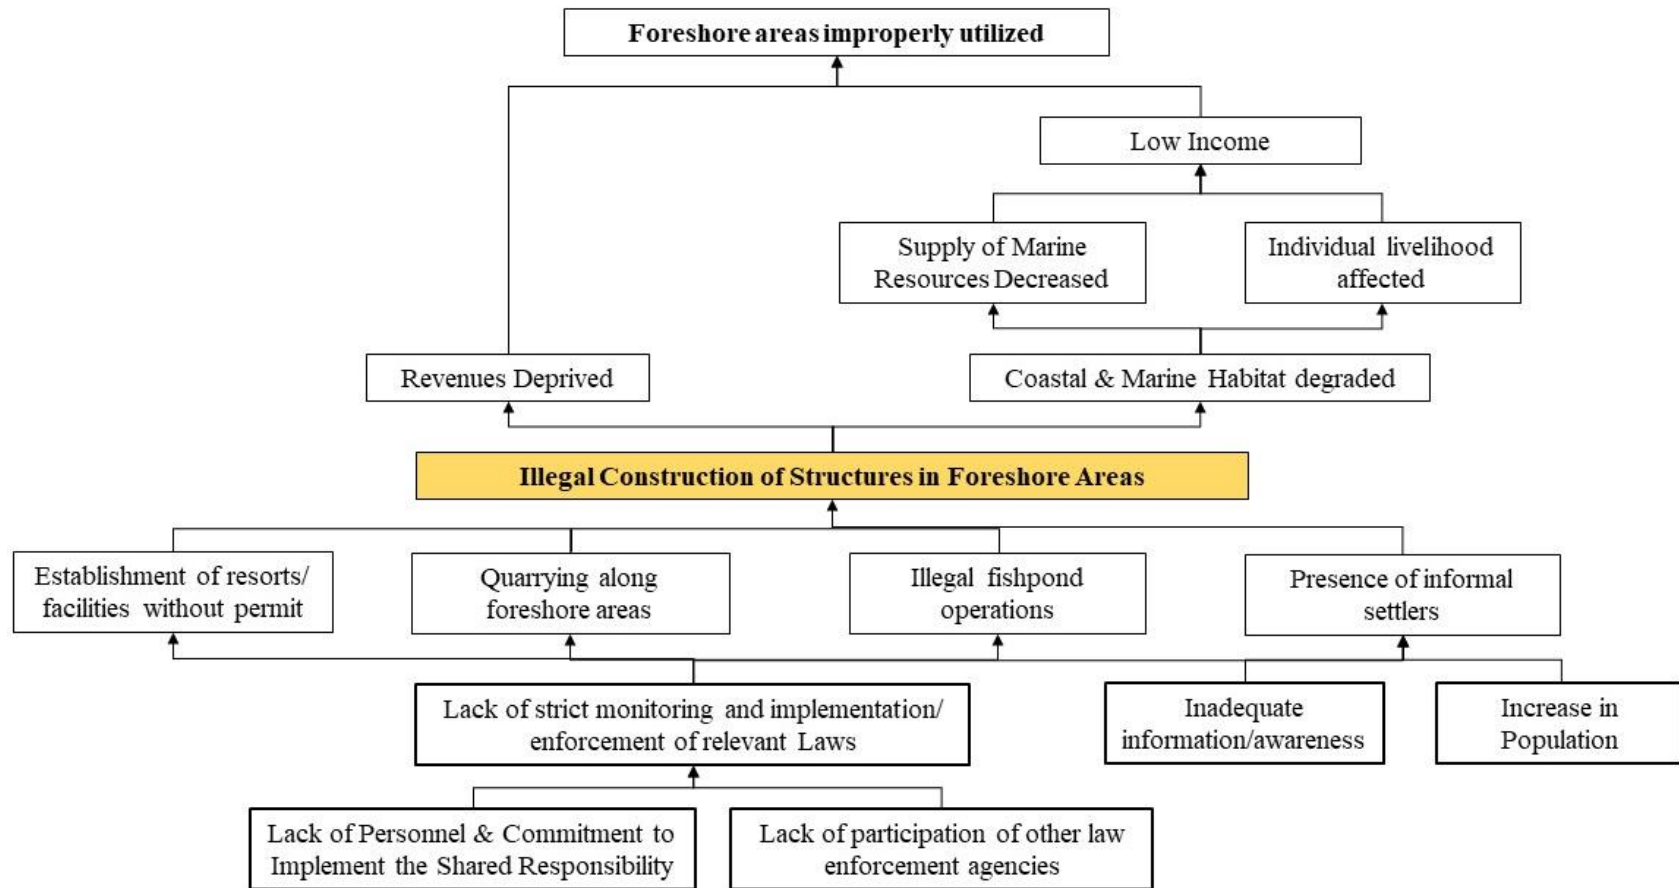 Foreshore areas improperly utilized
Low Income
Supply of Marine
Resources Decreased
Individual livelihood
affected
Revenues Deprived
Coastal & Marine Habitat degraded
Illegal Construction of Structures in Foreshore Areas
Establishment of resorts/
facilities without permit
Quarrying along
foreshore areas
Illegal fishpond
operations
Presence of informal
settlers
Lack of strict monitoring and implementation/
enforcement of relevant Laws
Inadequate
information/awareness
Increase in
Population
Lack of Personnel & Commitment to
Implement the Shared Responsibility
Lack of participation of other law
enforcement agencies